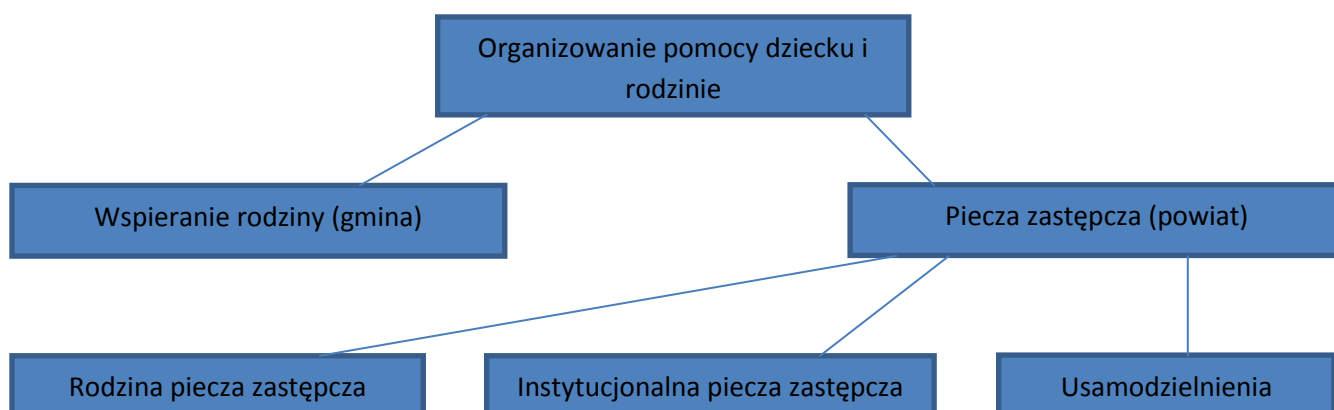 Organizowanie pomocy dziecku i
rodzinie
Wspieranie rodziny (gmina)
Piecza zastępcza (powiat)
Rodzina piecza zastępcza
Instytucjonalna piecza zastępcza
Usamodzielnienia